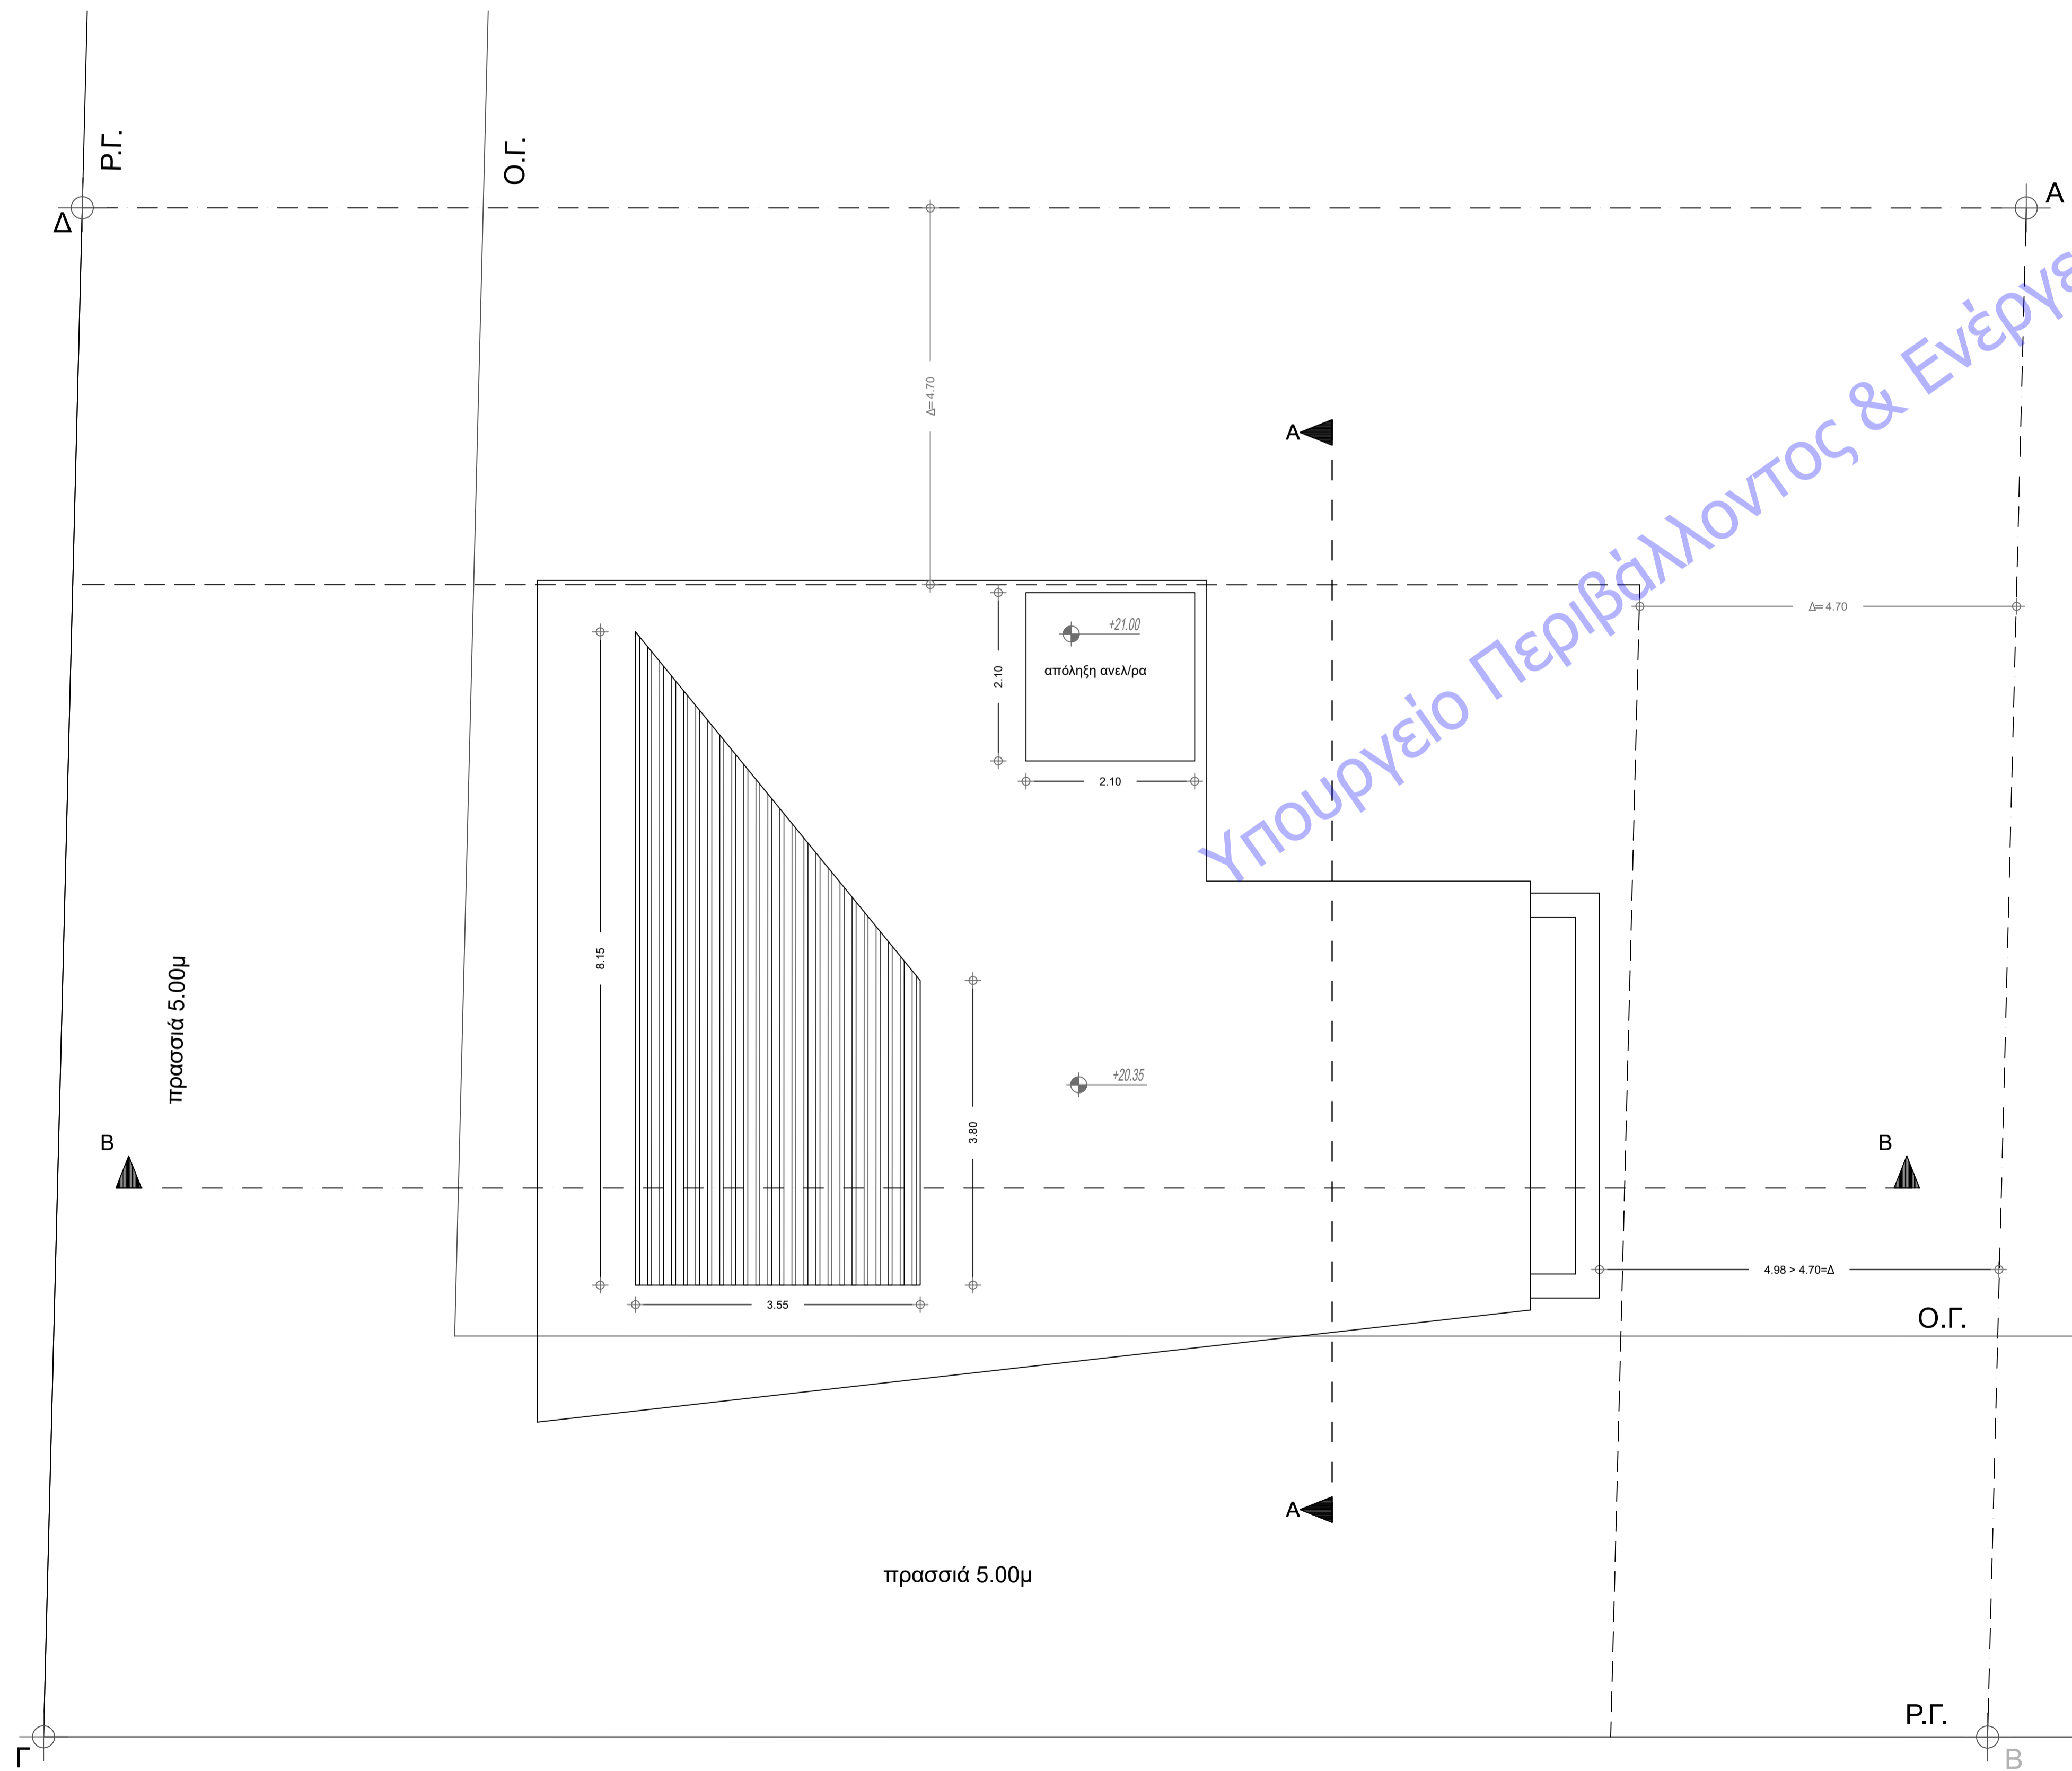 Ρ.Γ.
Ο.Γ.
Δ
Α
Δ= 4.70
Α
Υπουργείο Περιβάλλοντος & Ενέργε
Δ= 4.70
+21.00
απόληξη ανελ/ρα
2.10
2.10
8.15
πρασσιά 5.00μ
3.80
+20.35
Β
Β
4.98 > 4.70=Δ
3.55
Ο.Γ.
Α
πρασσιά 5.00μ
Ρ.Γ.
Γ
Β